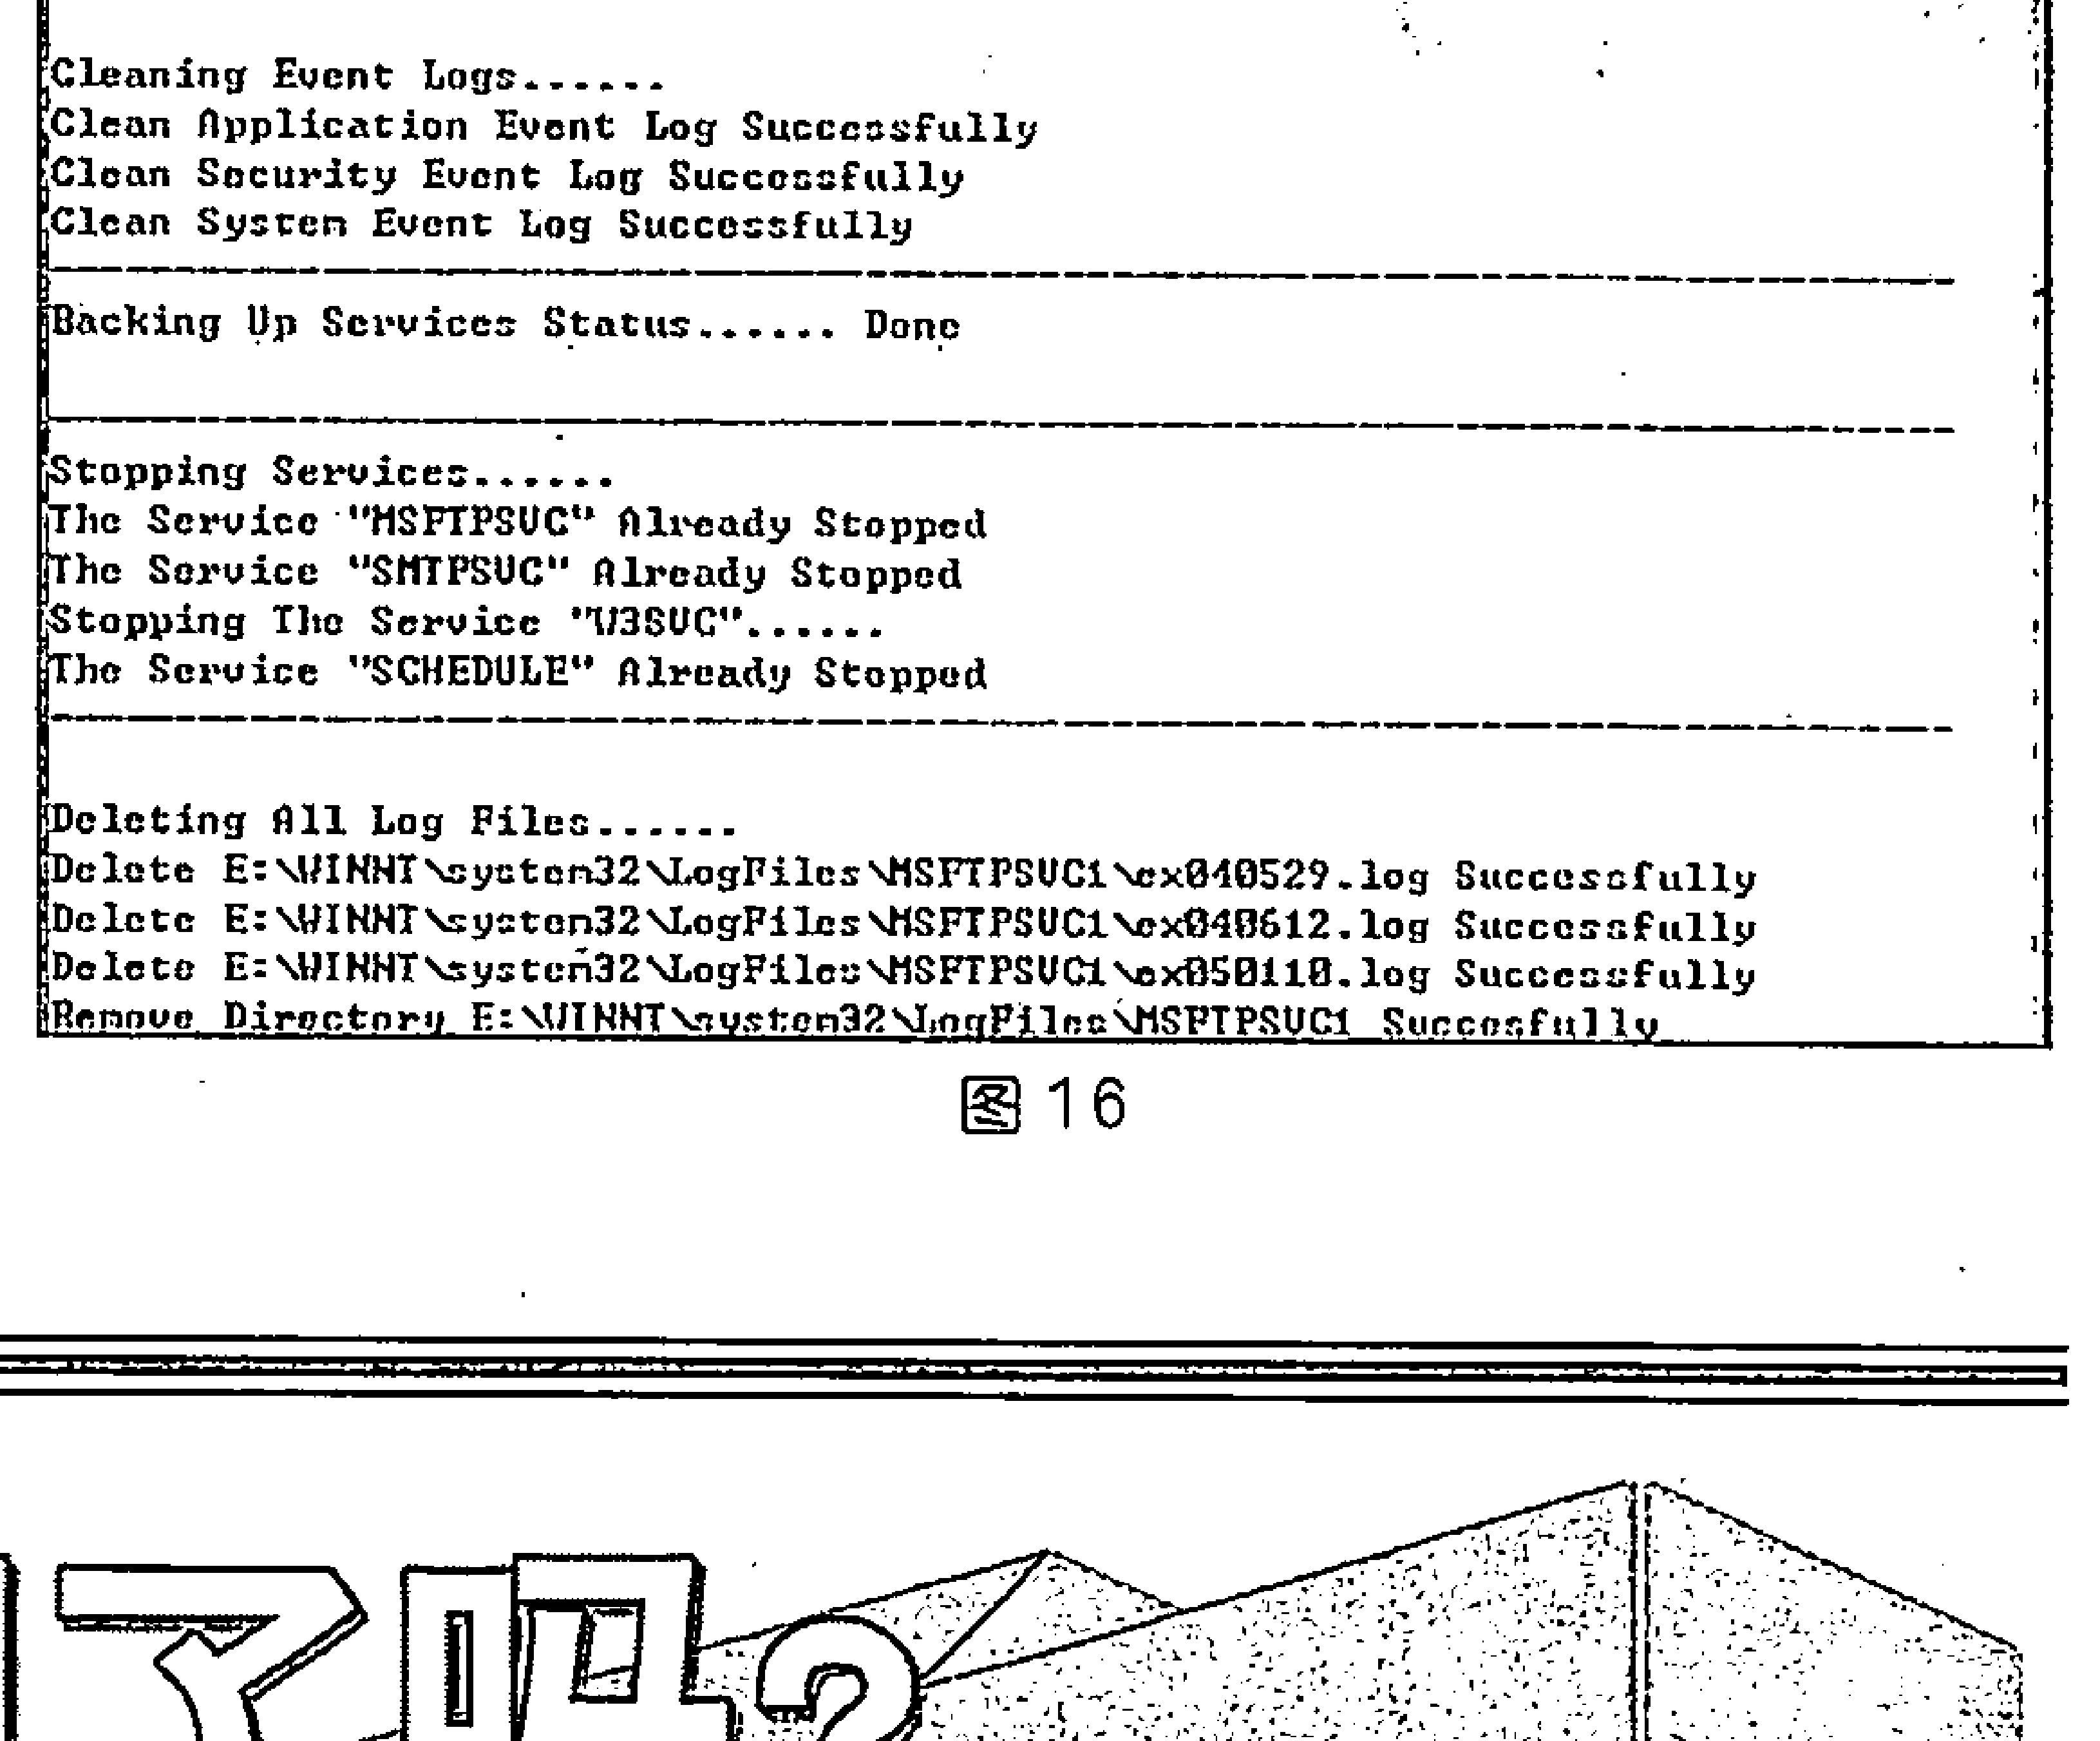 Cleaning Event Logs......
Clean Application Event Log Successfully
Clean Security Event Log Successfully
Clean System Event Log Successfully
Backing Up Services Status...... Done
Stopping Services......
The Service "MSFTPSVC" Already Stopped
The Service "SMTPSVC" Already Stopped
Stopping The Service "W3SVC"......
The Service "SCHEDULE" Already Stopped
Deleting All Log Files......
Delete E:\WINNT\system32\LogFiles\MSFTPSVC1\ex040529.log Successfully
Delete E:\WINNT\system32\LogFiles\MSFTPSVC1\ex040612.log Successfully
Delete E:\WINNT\system32\LogFiles\MSFTPSVC1\ex050110.log Successfully
Remove Directory E:\WINNT\system32\LogFiles\MSFTPSVC1 Succesfully
图 16